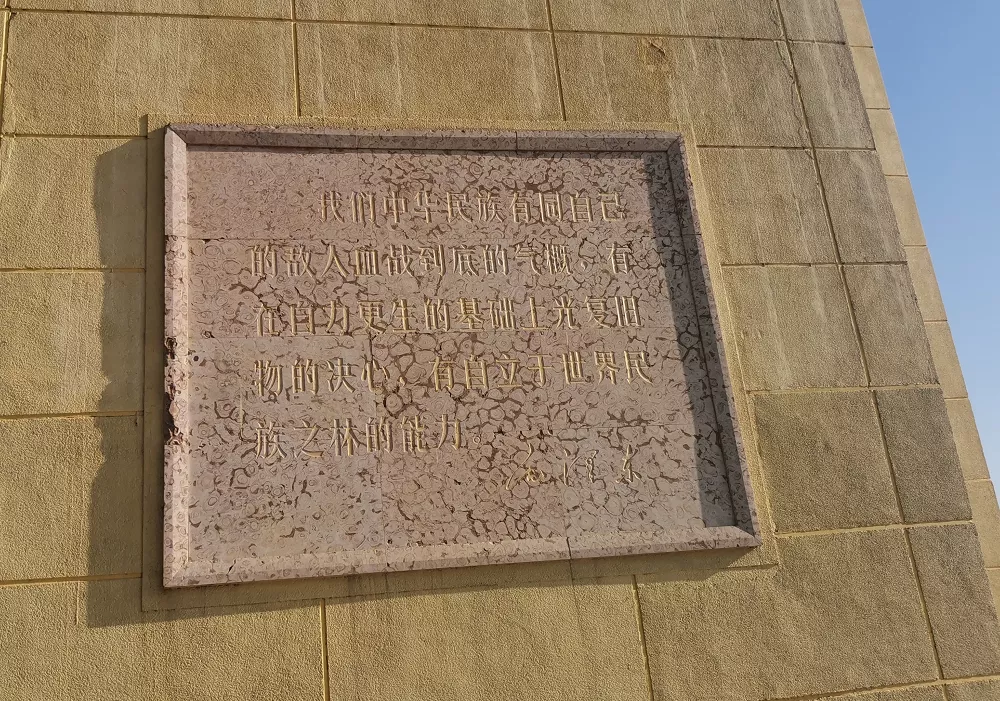 我们中华民族有同自己
的敌人血战到底的气概，有
在自力更生的基础上光复旧
物的决心，有自立于世界民
族之林的能力。
毛泽东